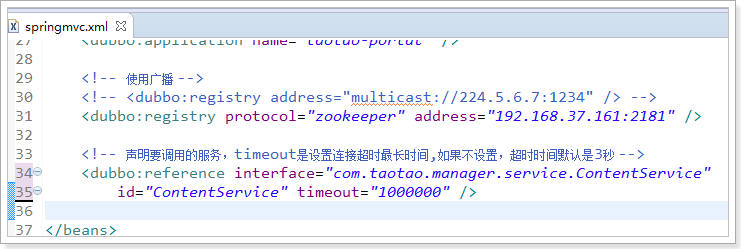 springmvc.xml
27 <dubbo:application name="taotao-portal" />
28
29 <!-- 使用广播 -->
30 <!-- <dubbo:registry address="multicast://224.5.6.7:1234" /> -->
31 <dubbo:registry protocol="zookeeper" address="192.168.37.161:2181" />
32
33 <!-- 声明要调用的服务，timeout是设置连接超时最长时间,如果不设置，超时时间默认是3秒 -->
34 <dubbo:reference interface="com.taotao.manager.service.ContentService"
35 id="ContentService" timeout="1000000" />
36
37 </beans>